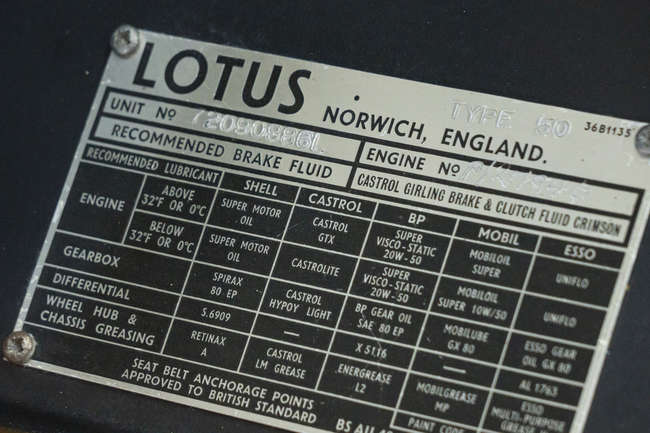 LOTUS
NORWICH, ENGLAND.
TYPE 50
36B1135
UNIT Nº
ENGINE Nº
RECOMMENDED BRAKE FLUID
CASTROL GIRLING BRAKE & CLUTCH FLUID CRIMSON
RECOMMENDED LUBRICANT SHELL CASTROL BP MOBIL ESSO
ENGINE
ABOVE
32°F OR 0°C
SUPER MOTOR
OIL
CASTROL
GTX
SUPER
VISCO-STATIC
20W-50
MOBILOIL
SUPER
UNIFLO
BELOW
32°F OR 0°C
SUPER MOTOR
OIL
CASTROLITE
SUPER
VISCO-STATIC
20W-50
MOBILOIL
SUPER 10W/50
UNIFLO
GEARBOX
SPIRAX
80 EP
CASTROL
HYPOY LIGHT
BP GEAR OIL
SAE 80 EP
MOBILUBE
GX 80
ESSO GEAR
OIL GX 80
DIFFERENTIAL
S.6909
—
X 5116
—
AL 1763
WHEEL HUB &
CHASSIS GREASING
RETINAX
A
CASTROL
LM GREASE
ENERGREASE
L2
MOBILGREASE
MP
ESSO
MULTI-PURPOSE
SEAT BELT ANCHORAGE POINTS
APPROVED TO BRITISH STANDARD
PAINT CODE